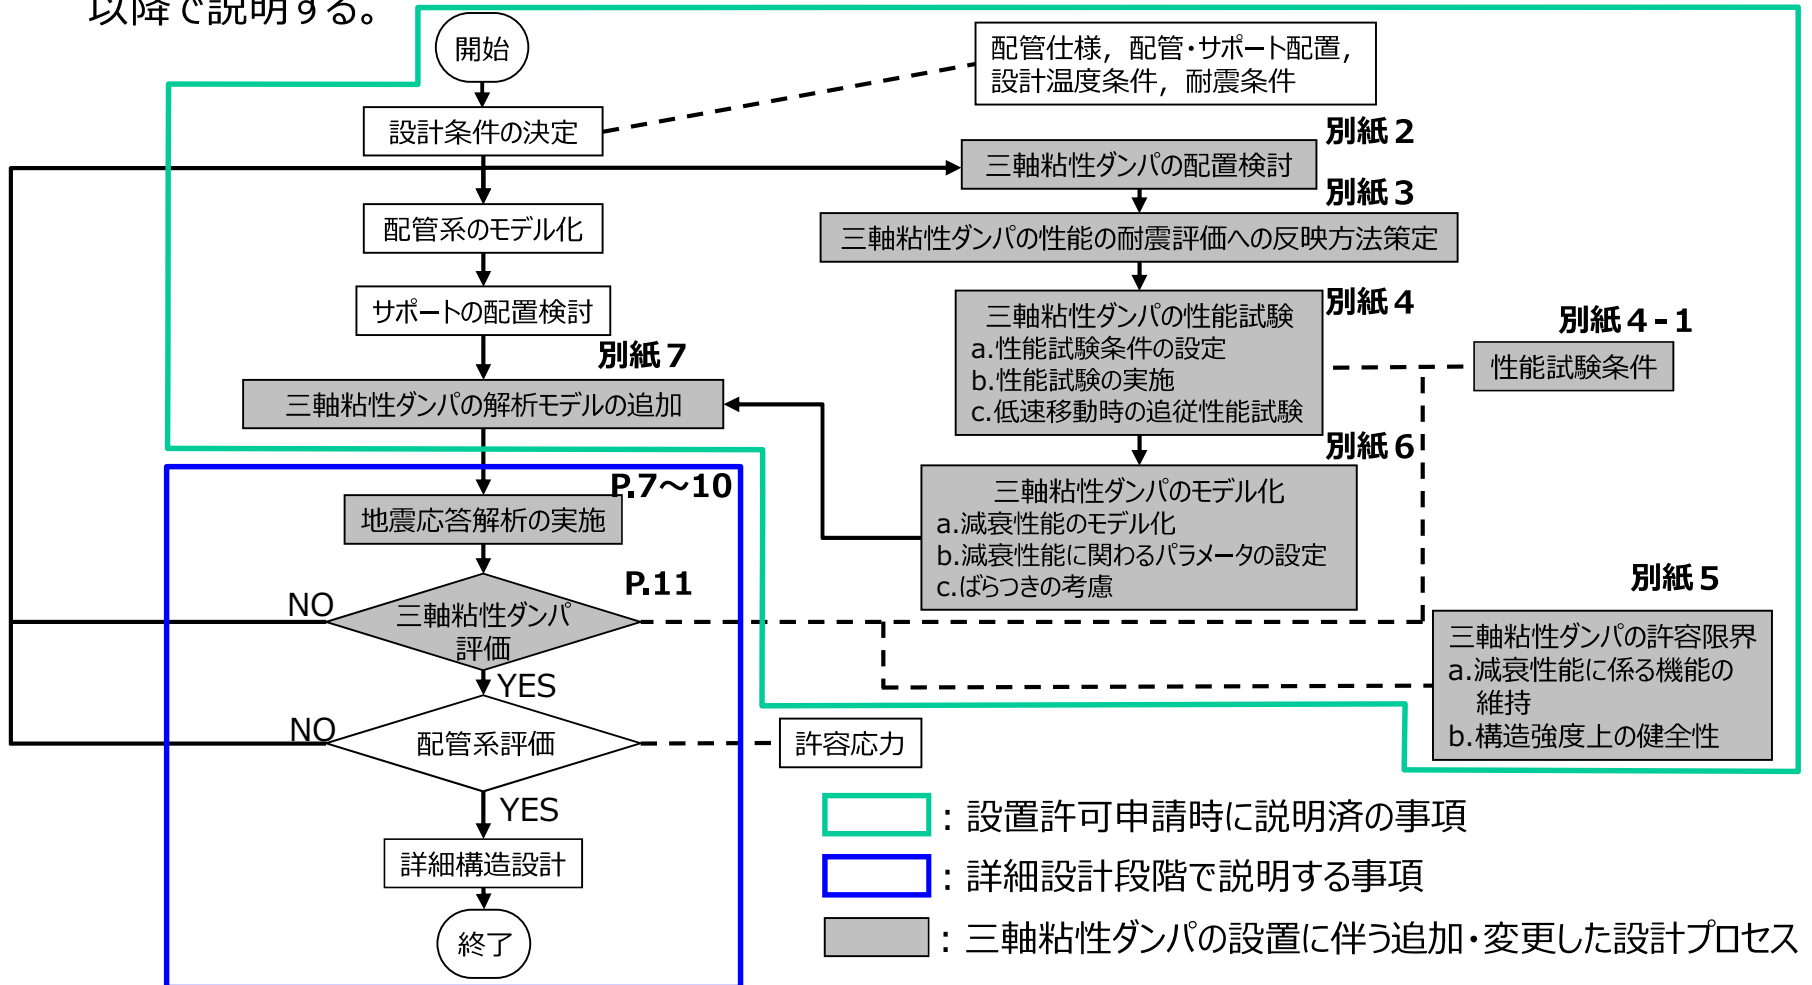 以降で説明する。
開始
配管仕様，配管・サポート配置，
設計温度条件，耐震条件
設計条件の決定
別紙２
三軸粘性ダンパの配置検討
別紙３
配管系のモデル化
三軸粘性ダンパの性能の耐震評価への反映方法策定
サポートの配置検討
別紙４
三軸粘性ダンパの性能試験
a.性能試験条件の設定
b.性能試験の実施
c.低速移動時の追従性能試験
別紙４-１
性能試験条件
別紙７
三軸粘性ダンパの解析モデルの追加
別紙６
三軸粘性ダンパのモデル化
a.減衰性能のモデル化
b.減衰性能に関わるパラメータの設定
c.ばらつきの考慮
P.7～10
地震応答解析の実施
P.11
NO
三軸粘性ダンパ
評価
YES
別紙５
三軸粘性ダンパの許容限界
a.減衰性能に係る機能の
維持
b.構造強度上の健全性
NO
配管系評価
許容応力
YES
詳細構造設計
終了
：設置許可申請時に説明済の事項
：詳細設計段階で説明する事項
：三軸粘性ダンパの設置に伴う追加・変更した設計プロセス